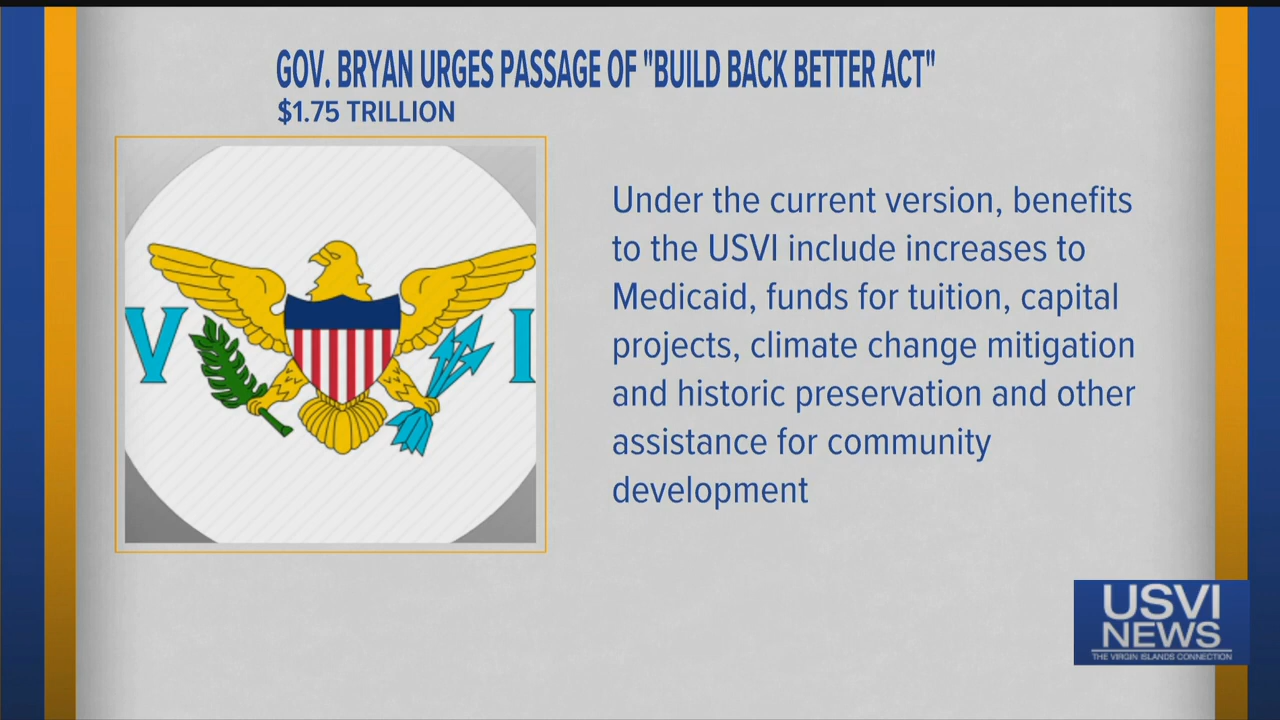 GOV. BRYAN URGES PASSAGE OF "BUILD BACK BETTER ACT"
$1.75 TRILLION
V I
Under the current version, benefits
to the USVI include increases to
Medicaid, funds for tuition, capital
projects, climate change mitigation
and historic preservation and other
assistance for community
development
USVI
NEWS
THE VIRGIN ISLANDS CONNECTION